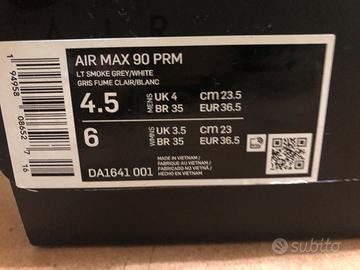 AIR MAX 90 PRM
LT SMOKE GREY/WHITE
GRIS FUME CLAIR/BLANC
4.5 MENS UK 4 cm 23.5
BR 35 EUR 36.5
6 WMNS UK 3.5 cm 23
BR 35 EUR 36.5
DA1641 001
MADE IN VIETNAM /
FABRIQUE AU VIETNAM /
FABRICADO NO VIETNÃ /
HECHO EN VIETNAM
1 94958 08652 7 16
subito